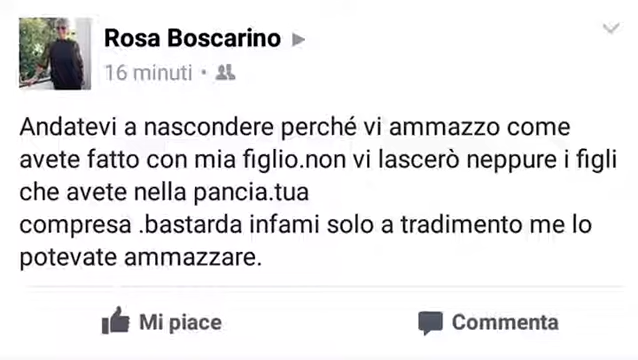 Rosa Boscarino
16 minuti •
Andatevi a nascondere perché vi ammazzo come
avete fatto con mia figlio.non vi lascerò neppure i figli
che avete nella pancia.tua
compresa .bastarda infami solo a tradimento me lo
potevate ammazzare.
Mi piace
Commenta